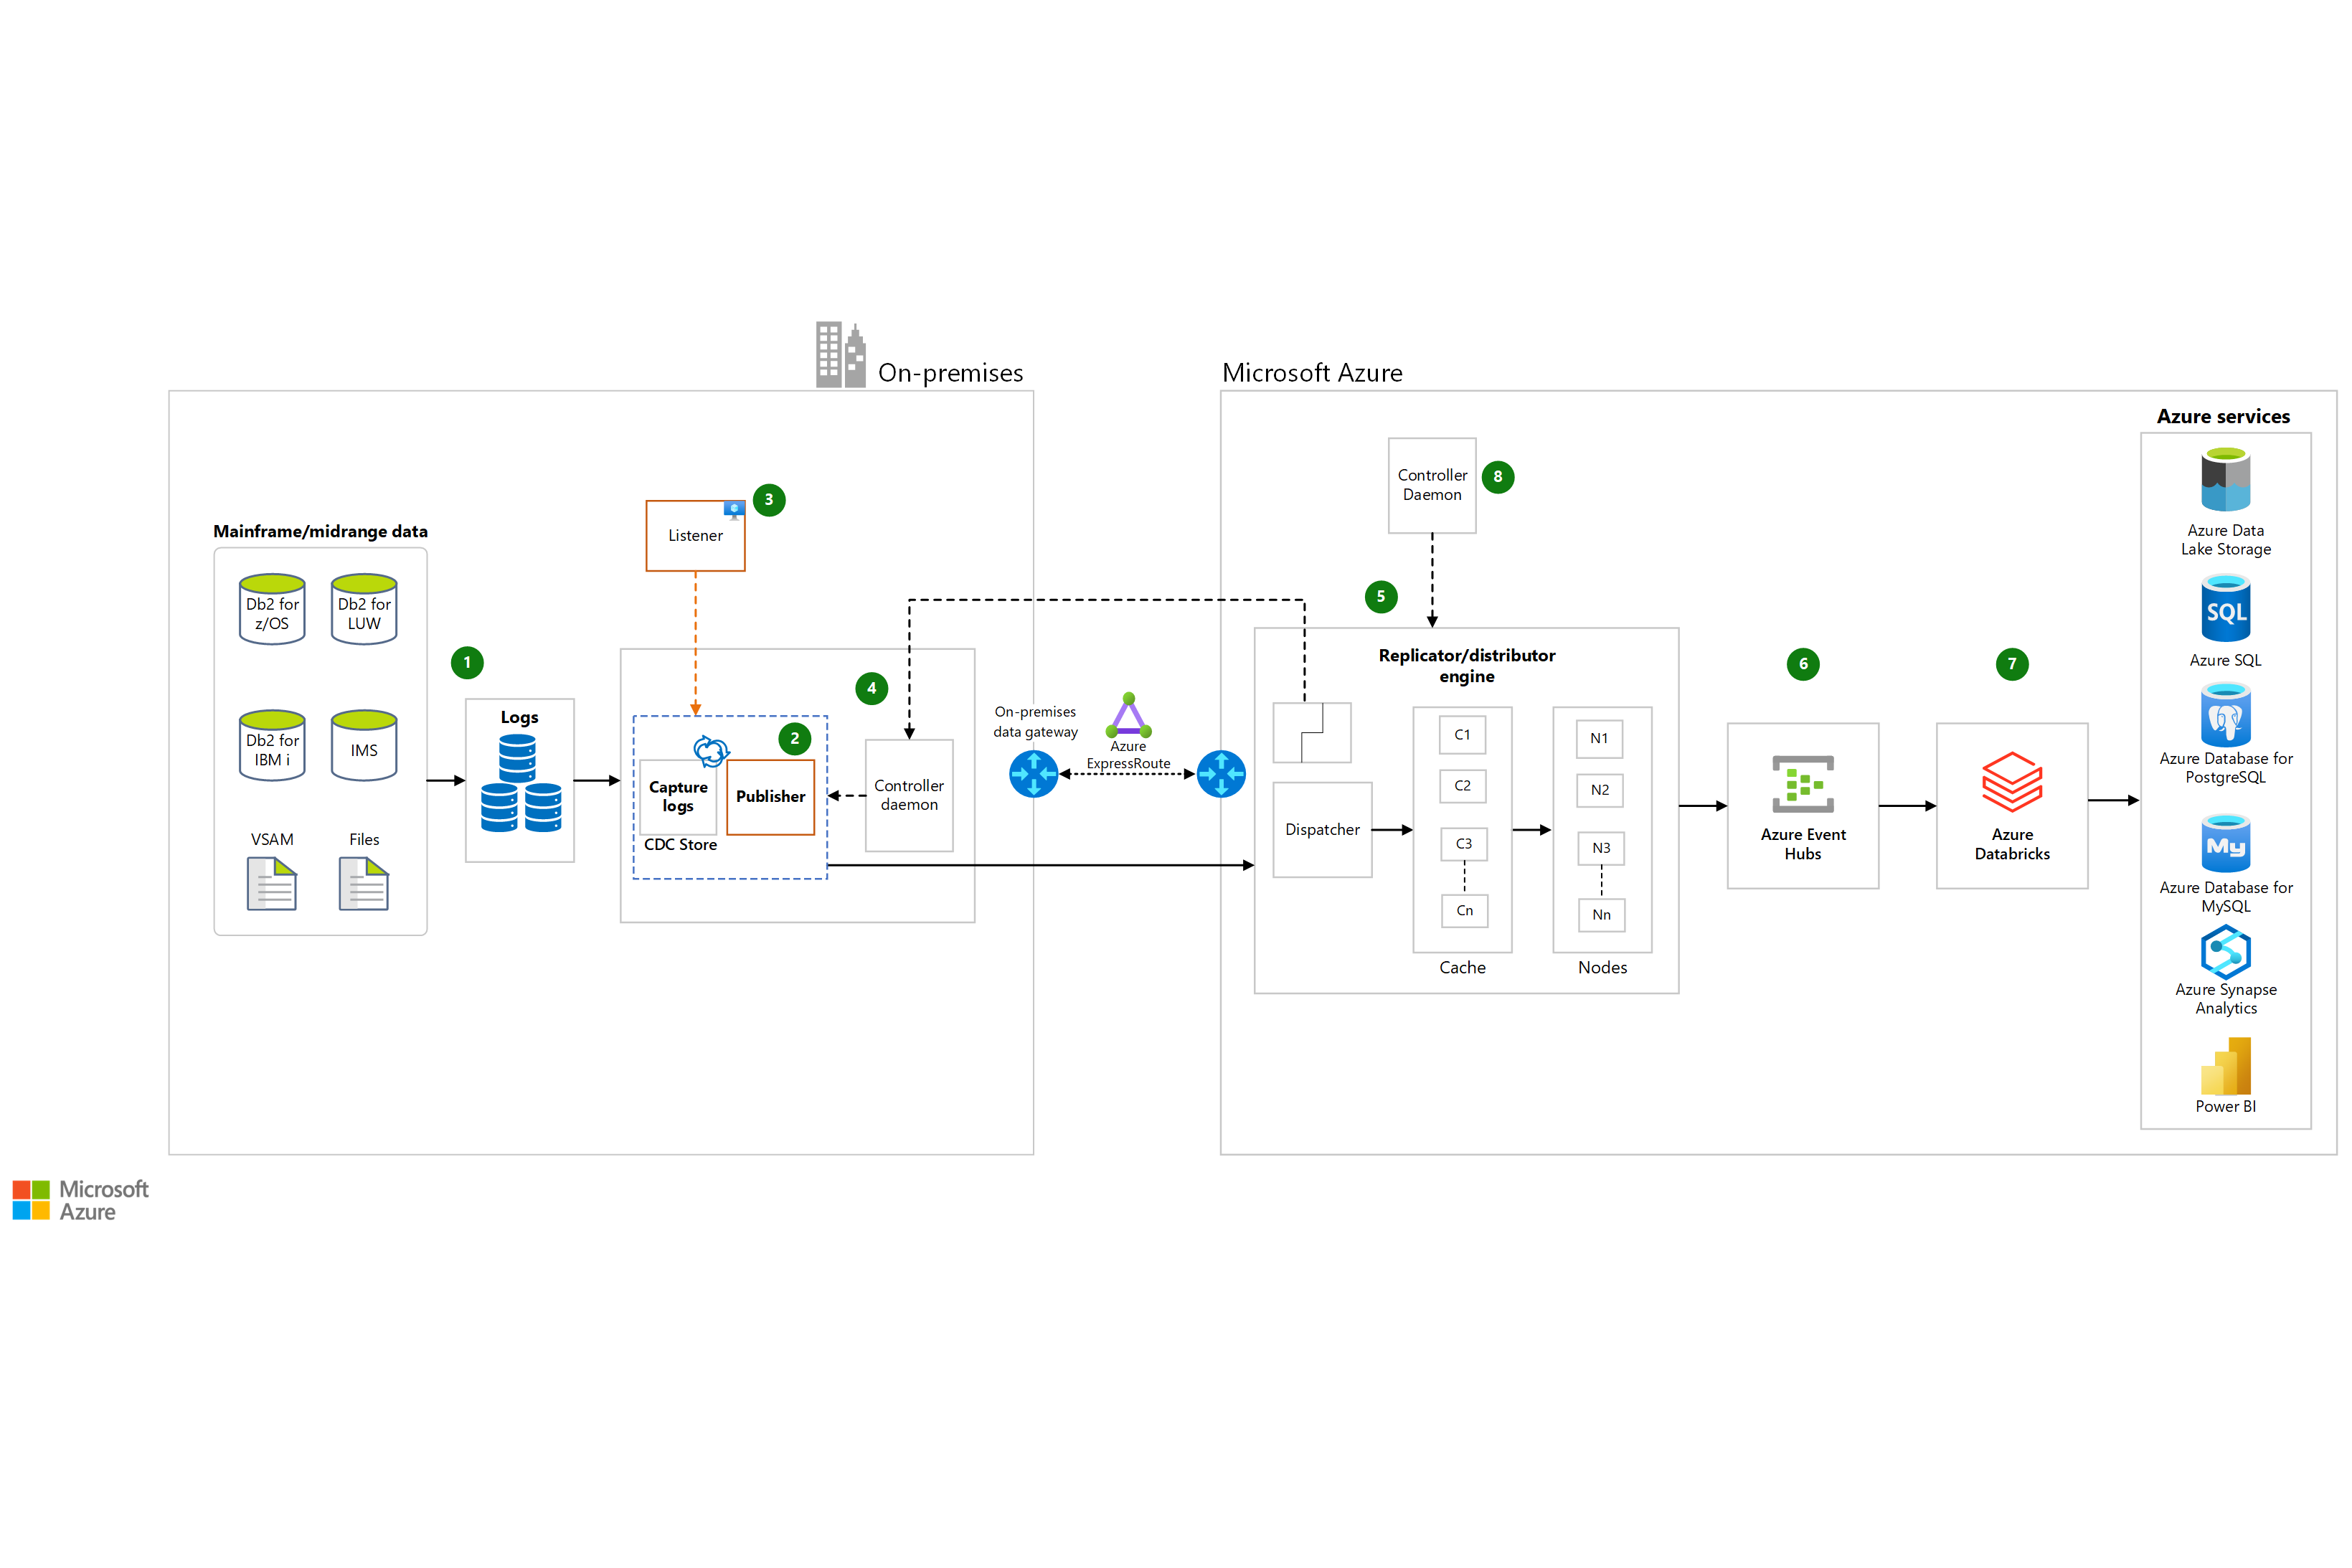 On-premises
Microsoft Azure
Mainframe/midrange data
Db2 for
z/OS
Db2 for
LUW
Db2 for
IBM i
IMS
VSAM
Files
1
Logs
3
Listener
4
2
Capture
logs
Publisher
CDC Store
Controller
daemon
On-premises
data gateway
Azure
ExpressRoute
Controller
Daemon
8
5
Replicator/distributor
engine
Dispatcher
C1
C2
C3
Cn
Cache
N1
N2
N3
Nn
Nodes
6
Azure Event
Hubs
7
Azure
Databricks
Azure services
Azure Data
Lake Storage
SQL
Azure SQL
Azure Database for
PostgreSQL
My
Azure Database for
MySQL
Azure Synapse
Analytics
Power BI
Microsoft
Azure